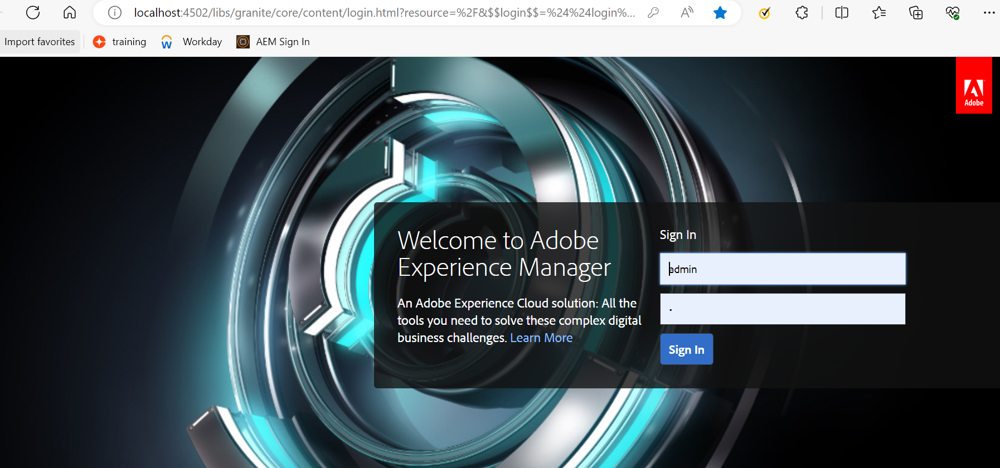 localhost:4502/libs/granite/core/content/login.html?resource=%2F&$$login$$=%24%24login%...
Import favorites training Workday AEM Sign In
Adobe
Welcome to Adobe
Experience Manager
An Adobe Experience Cloud solution: All the
tools you need to solve these complex digital
business challenges. Learn More
Sign In
admin
Sign In